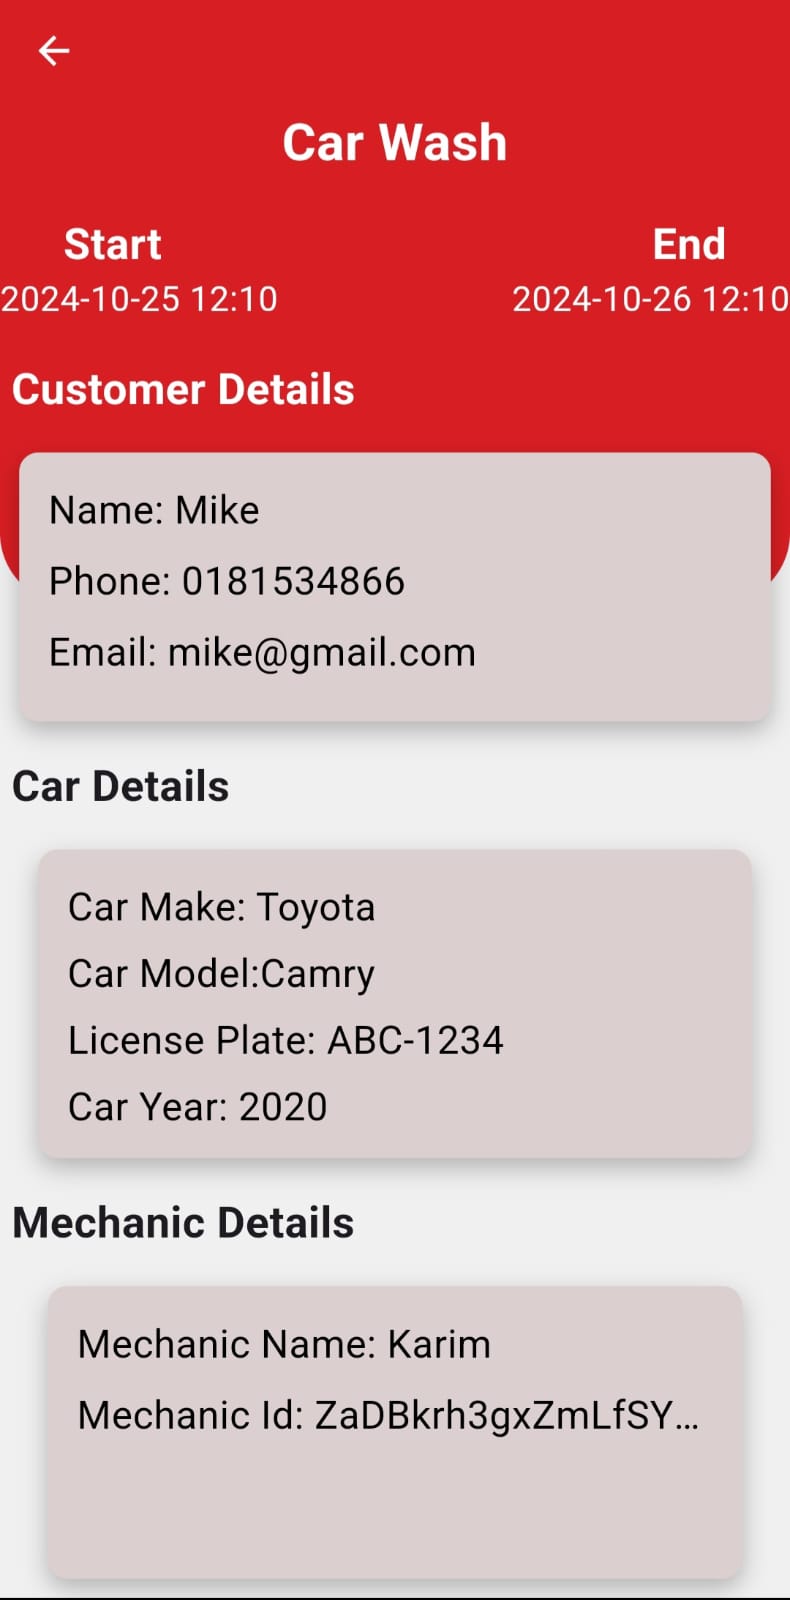 Car Wash
Start End
2024-10-25 12:10 2024-10-26 12:10
Customer Details
Name: Mike
Phone: 0181534866
Email: mike@gmail.com
Car Details
Car Make: Toyota
Car Model:Camry
License Plate: ABC-1234
Car Year: 2020
Mechanic Details
Mechanic Name: Karim
Mechanic Id: ZaDBkrh3gxZmLfSY...